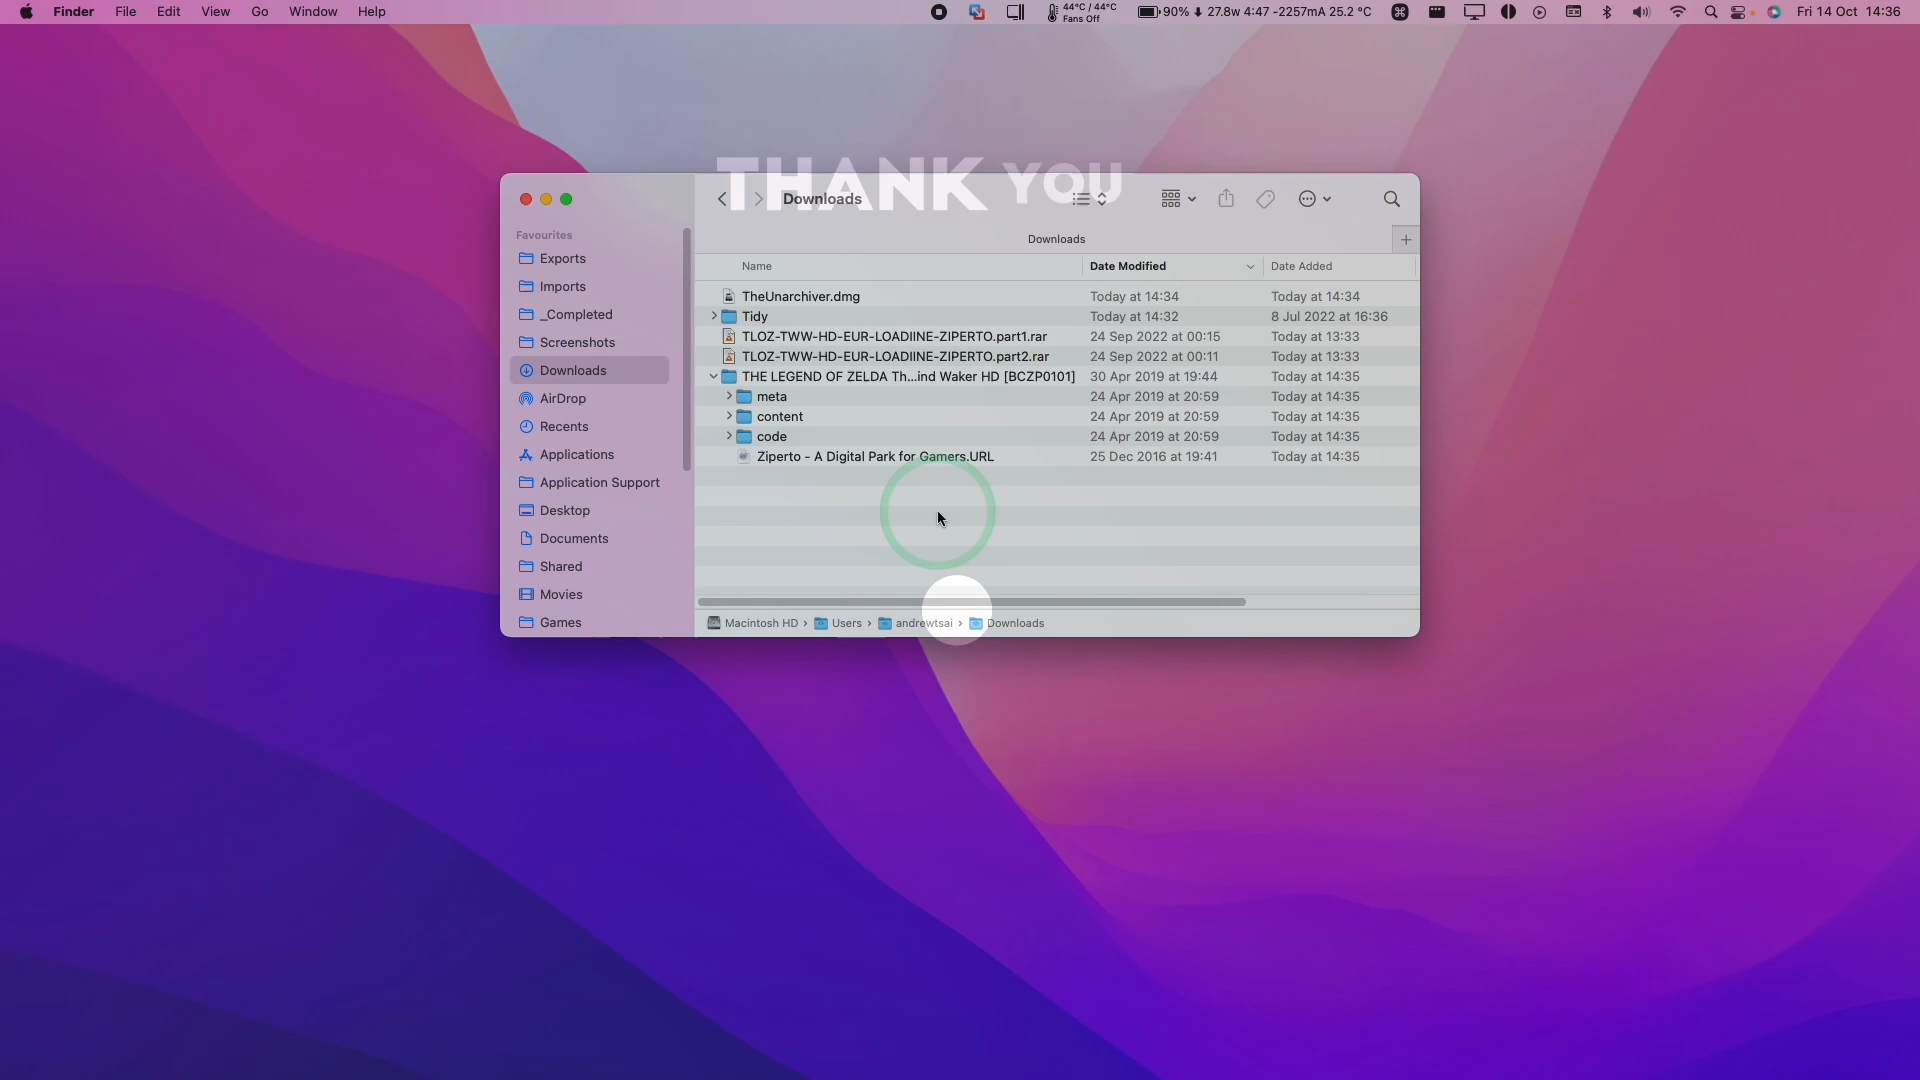 Finder File Edit View Go Window Help
44°C / 44°C
Fans Off
90% 27.8w 4:47 -2257mA 25.2 °C
Fri 14 Oct 14:36
THANK YOU
Downloads
Favourites
Exports
Imports
_Completed
Screenshots
Downloads
AirDrop
Recents
Applications
Application Support
Desktop
Documents
Shared
Movies
Games
Downloads
Name Date Modified Date Added
TheUnarchiver.dmg Today at 14:34 Today at 14:34
Tidy Today at 14:32 8 Jul 2022 at 16:36
TLOZ-TWW-HD-EUR-LOADIINE-ZIPERTO.part1.rar 24 Sep 2022 at 00:15 Today at 13:33
TLOZ-TWW-HD-EUR-LOADIINE-ZIPERTO.part2.rar 24 Sep 2022 at 00:11 Today at 13:33
THE LEGEND OF ZELDA Th...ind Waker HD [BCZP0101] 30 Apr 2019 at 19:44 Today at 14:35
meta 24 Apr 2019 at 20:59 Today at 14:35
content 24 Apr 2019 at 20:59 Today at 14:35
code 24 Apr 2019 at 20:59 Today at 14:35
Ziperto - A Digital Park for Gamers.URL 25 Dec 2016 at 19:41 Today at 14:35
Macintosh HD › Users › andrewtsai › Downloads